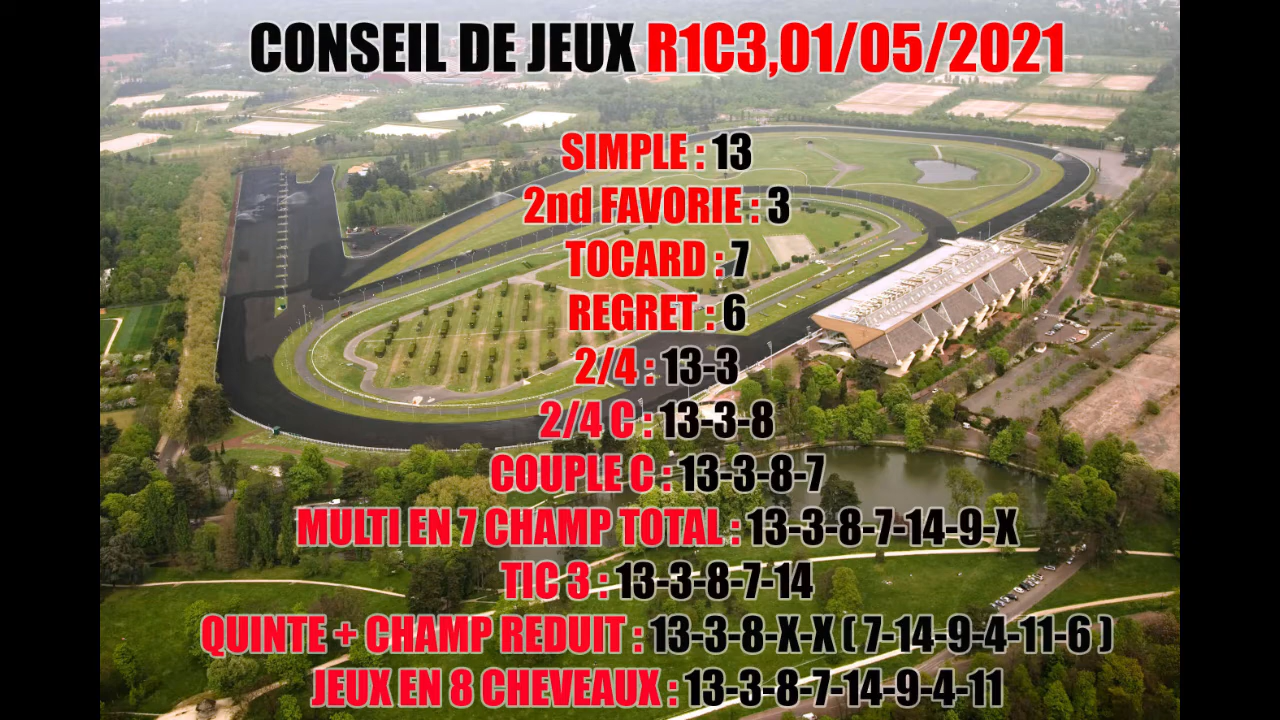 CONSEIL DE JEUX R1C3,01/05/2021
SIMPLE : 13
2nd FAVORIE : 3
TOCARD : 7
REGRET : 6
2/4 : 13-3
2/4 C : 13-3-8
COUPLE C : 13-3-8-7
MULTI EN 7 CHAMP TOTAL : 13-3-8-7-14-9-X
TIC 3 : 13-3-8-7-14
QUINTE + CHAMP REDUIT : 13-3-8-X-X ( 7-14-9-4-11-6 )
JEUX EN 8 CHEVEAUX : 13-3-8-7-14-9-4-11